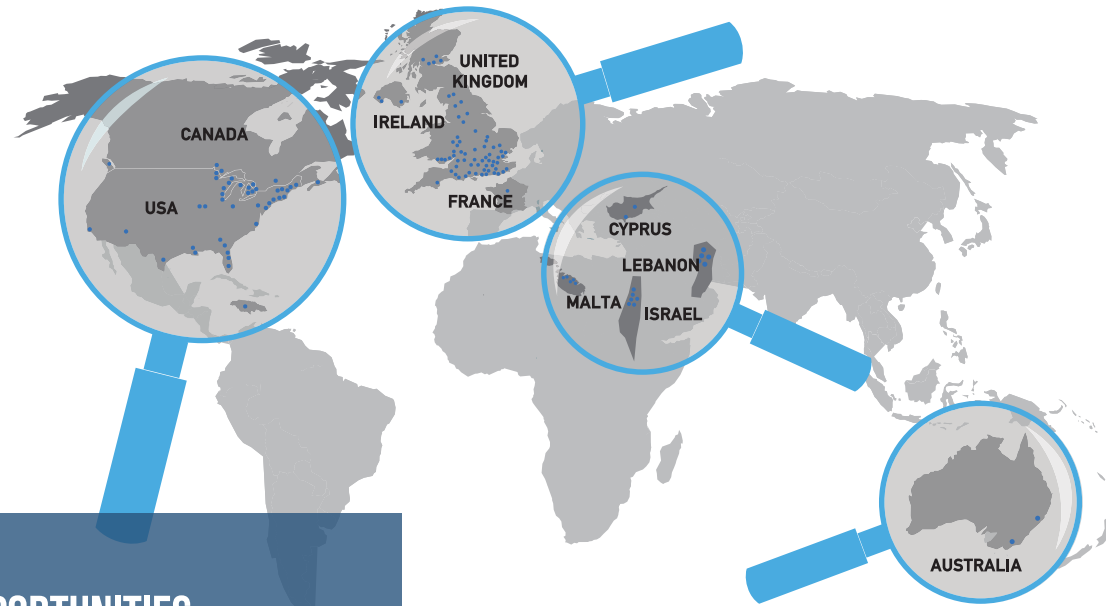 UNITED
KINGDOM
CANADA
IRELAND
USA
FRANCE
CYPRUS
LEBANON
MALTA
ISRAEL
AUSTRALIA